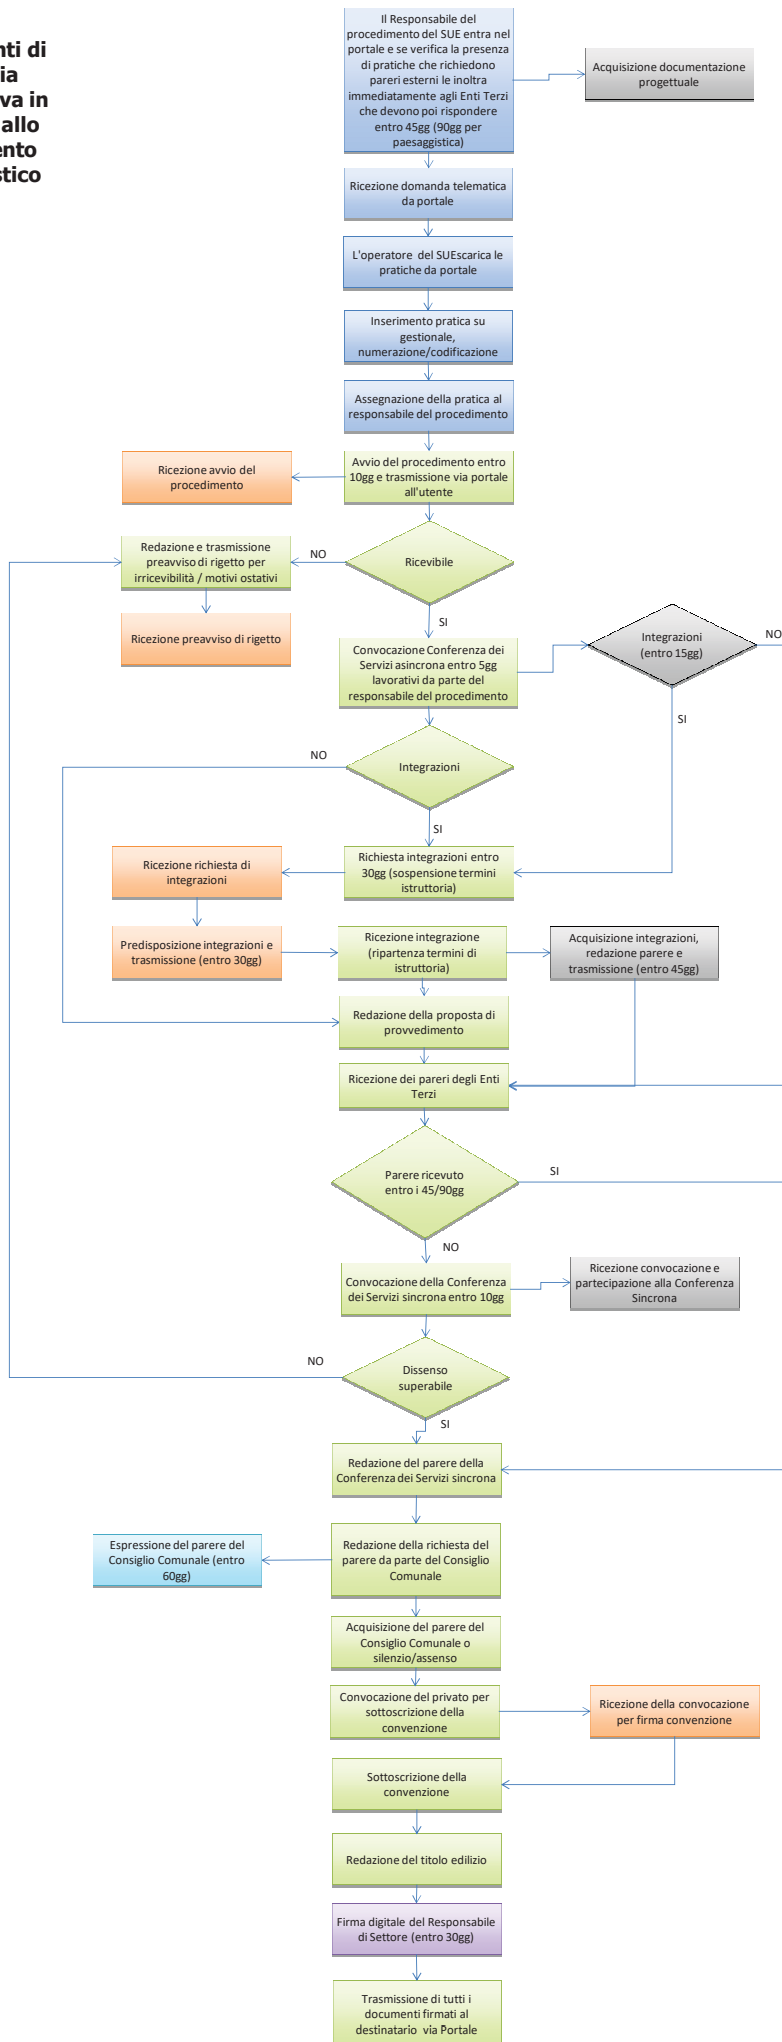 nti di
ia
va in
allo
ento
stico
Il Responsabile del
procedimento del SUE entra nel
portale e se verifica la presenza
di pratiche che richiedono
pareri esterni le inoltra
immediatamente agli Enti Terzi
che devono poi rispondere
entro 45gg (90gg per
paesaggistica)
Acquisizione documentazione
progettuale
Ricezione domanda telematica
da portale
L'operatore del SUEscarica le
pratiche da portale
Inserimento pratica su
gestionale,
numerazione/codificazione
Assegnazione della pratica al
responsabile del procedimento
Avvio del procedimento entro
10gg e trasmissione via portale
all'utente
Ricezione avvio del
procedimento
Ricevibile
NO
Redazione e trasmissione
preavviso di rigetto per
irricevibilità / motivi ostativi
Ricezione preavviso di rigetto
SI
Convocazione Conferenza dei
Servizi asincrona entro 5gg
lavorativi da parte del
responsabile del procedimento
Integrazioni
(entro 15gg)
NO
SI
Integrazioni
NO
SI
Richiesta integrazioni entro
30gg (sospensione termini
istruttoria)
Ricezione richiesta di
integrazioni
Predisposizione integrazioni e
trasmissione (entro 30gg)
Ricezione integrazione
(ripartenza termini di
istruttoria)
Acquisizione integrazioni,
redazione parere e
trasmissione (entro 45gg)
Redazione della proposta di
provvedimento
Ricezione dei pareri degli Enti
Terzi
Parere ricevuto
entro i 45/90gg
SI
NO
Convocazione della Conferenza
dei Servizi sincrona entro 10gg
Ricezione convocazione e
partecipazione alla Conferenza
Sincrona
Dissenso
superabile
NO
SI
Redazione del parere della
Conferenza dei Servizi sincrona
Redazione della richiesta del
parere da parte del Consiglio
Comunale
Espressione del parere del
Consiglio Comunale (entro
60gg)
Acquisizione del parere del
Consiglio Comunale o
silenzio/assenso
Convocazione del privato per
sottoscrizione della
convenzione
Ricezione della convocazione
per firma convenzione
Sottoscrizione della
convenzione
Redazione del titolo edilizio
Firma digitale del Responsabile
di Settore (entro 30gg)
Trasmissione di tutti i
documenti firmati al
destinatario via Portale